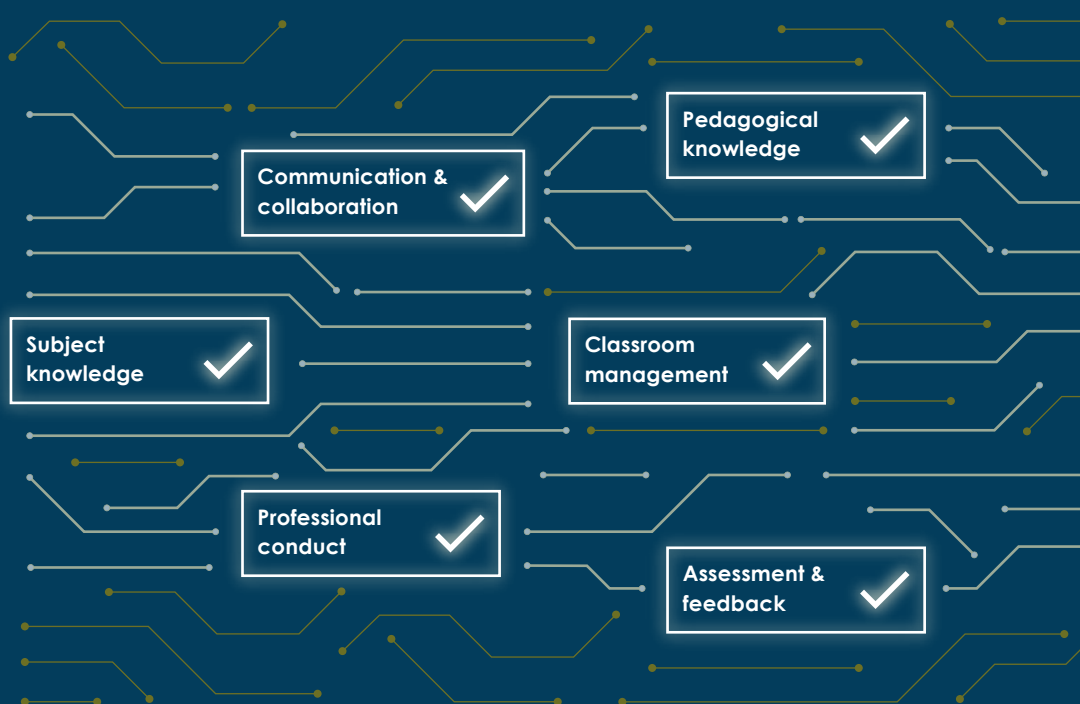 Pedagogical
knowledge
Communication &
collaboration
Subject
knowledge
Classroom
management
Professional
conduct
Assessment &
feedback